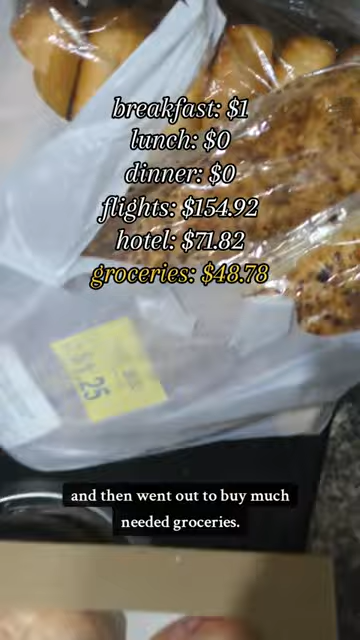 breakfast: $1
lunch: $0
dinner: $0
flights: $154.92
hotel: $71.82
groceries: $48.78
$1.25
and then went out to buy much
needed groceries.